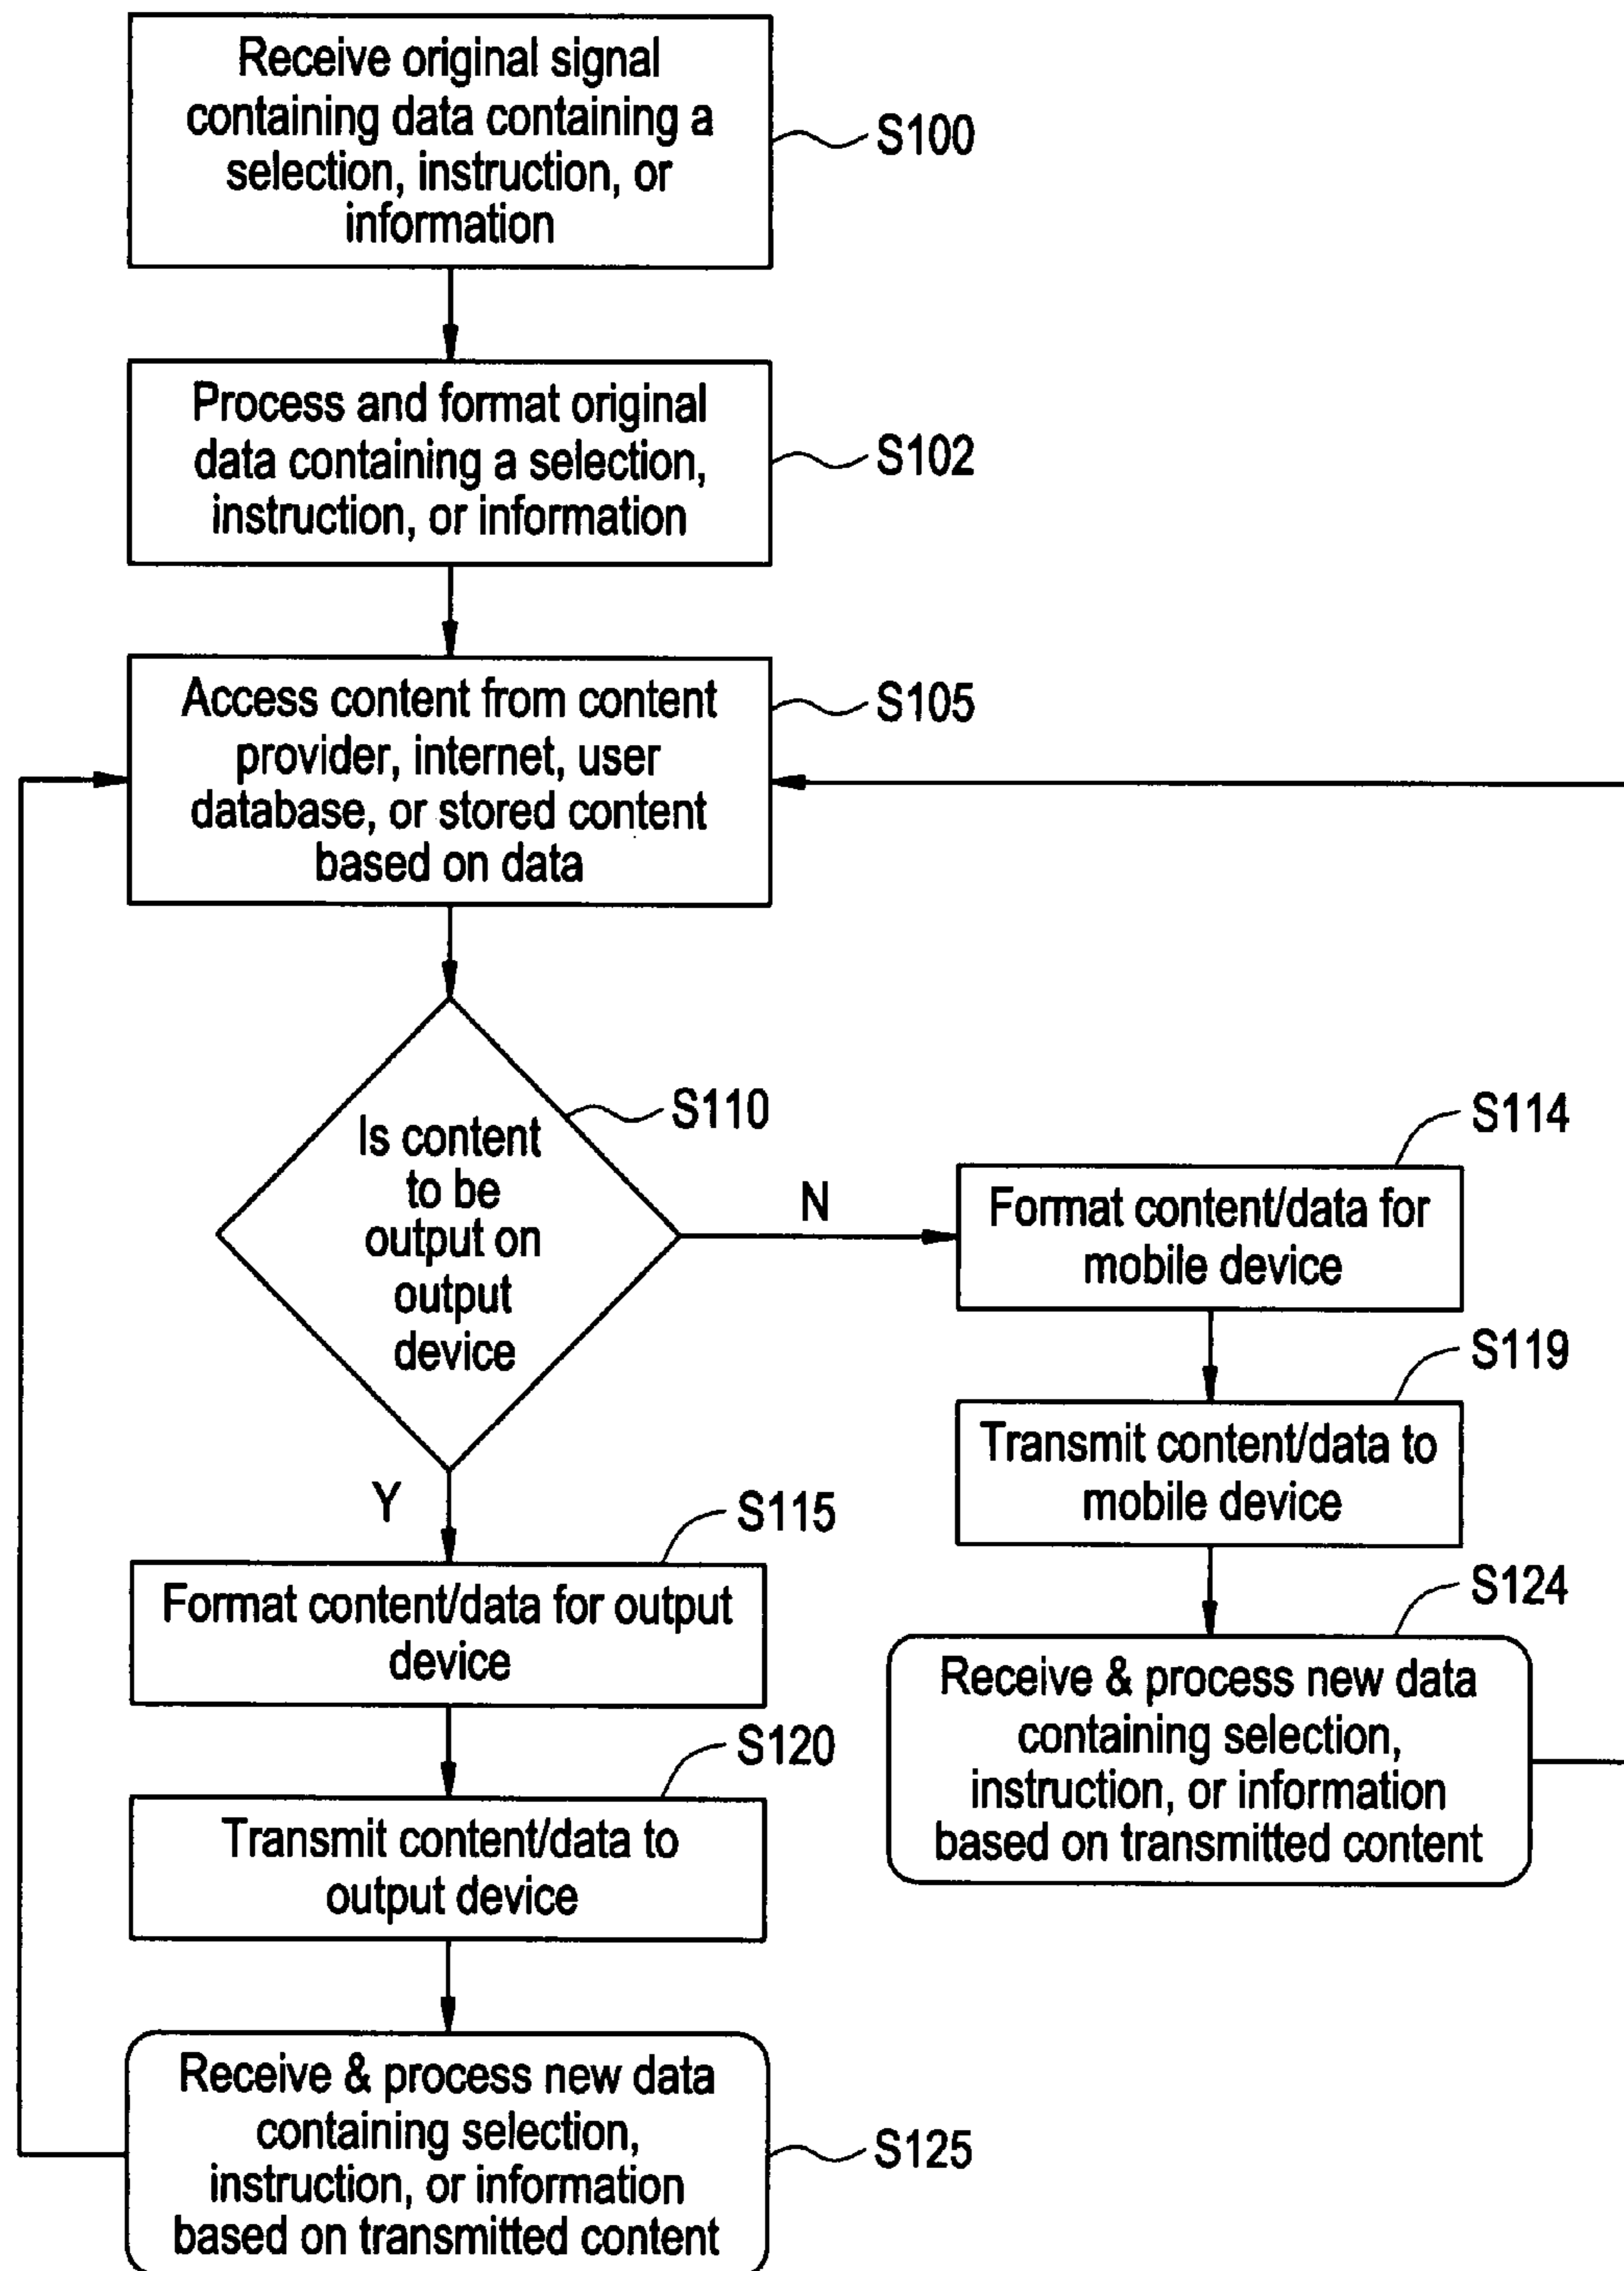 Receive original signal
containing data containing a
selection, instruction, or
information
S100
Process and format original
data containing a selection,
instruction, or information
S102
Access content from content
provider, internet, user
database, or stored content
based on data
S105
Is content
to be
output on
output
device
S110
N
Y
Format content/data for
mobile device
S114
Transmit content/data to
mobile device
S119
Receive & process new data
containing selection,
instruction, or information
based on transmitted content
S124
Format content/data for output
device
S115
Transmit content/data to
output device
S120
Receive & process new data
containing selection,
instruction, or information
based on transmitted content
S125